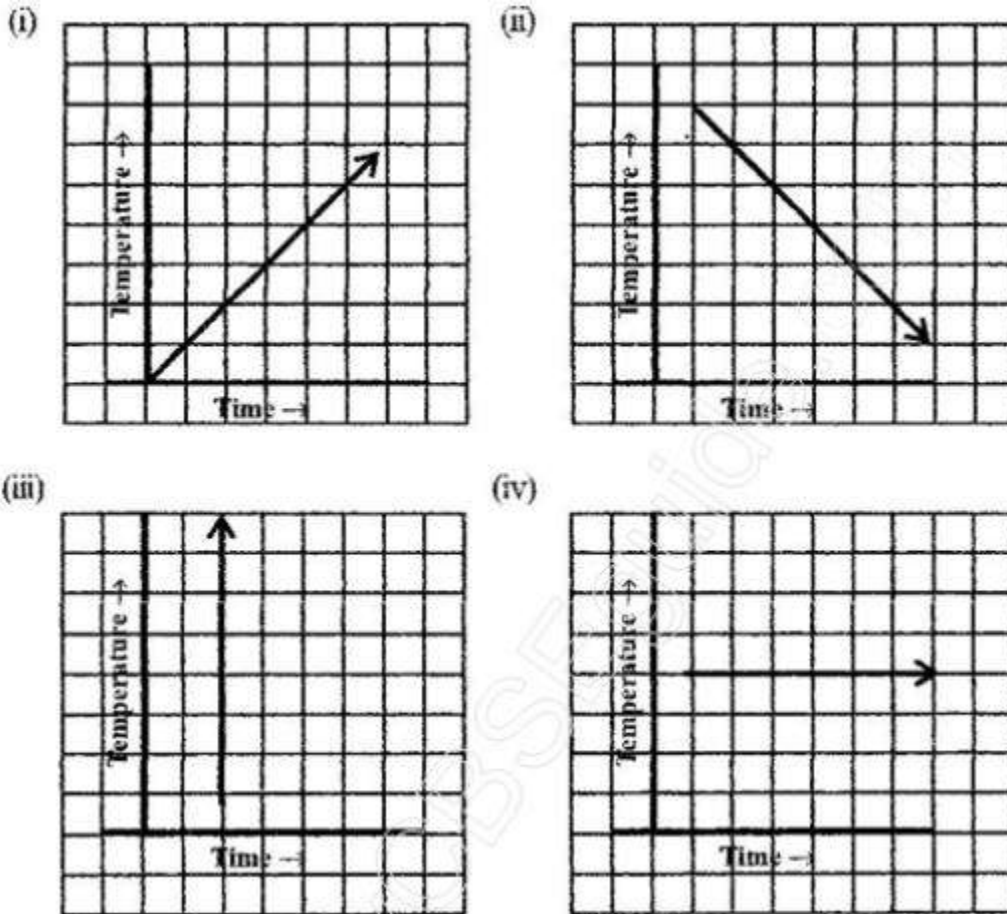 (i)
Temperature →
Time →
(ii)
Temperature →
Time →
(iii)
Temperature →
Time →
(iv)
Temperature →
Time →